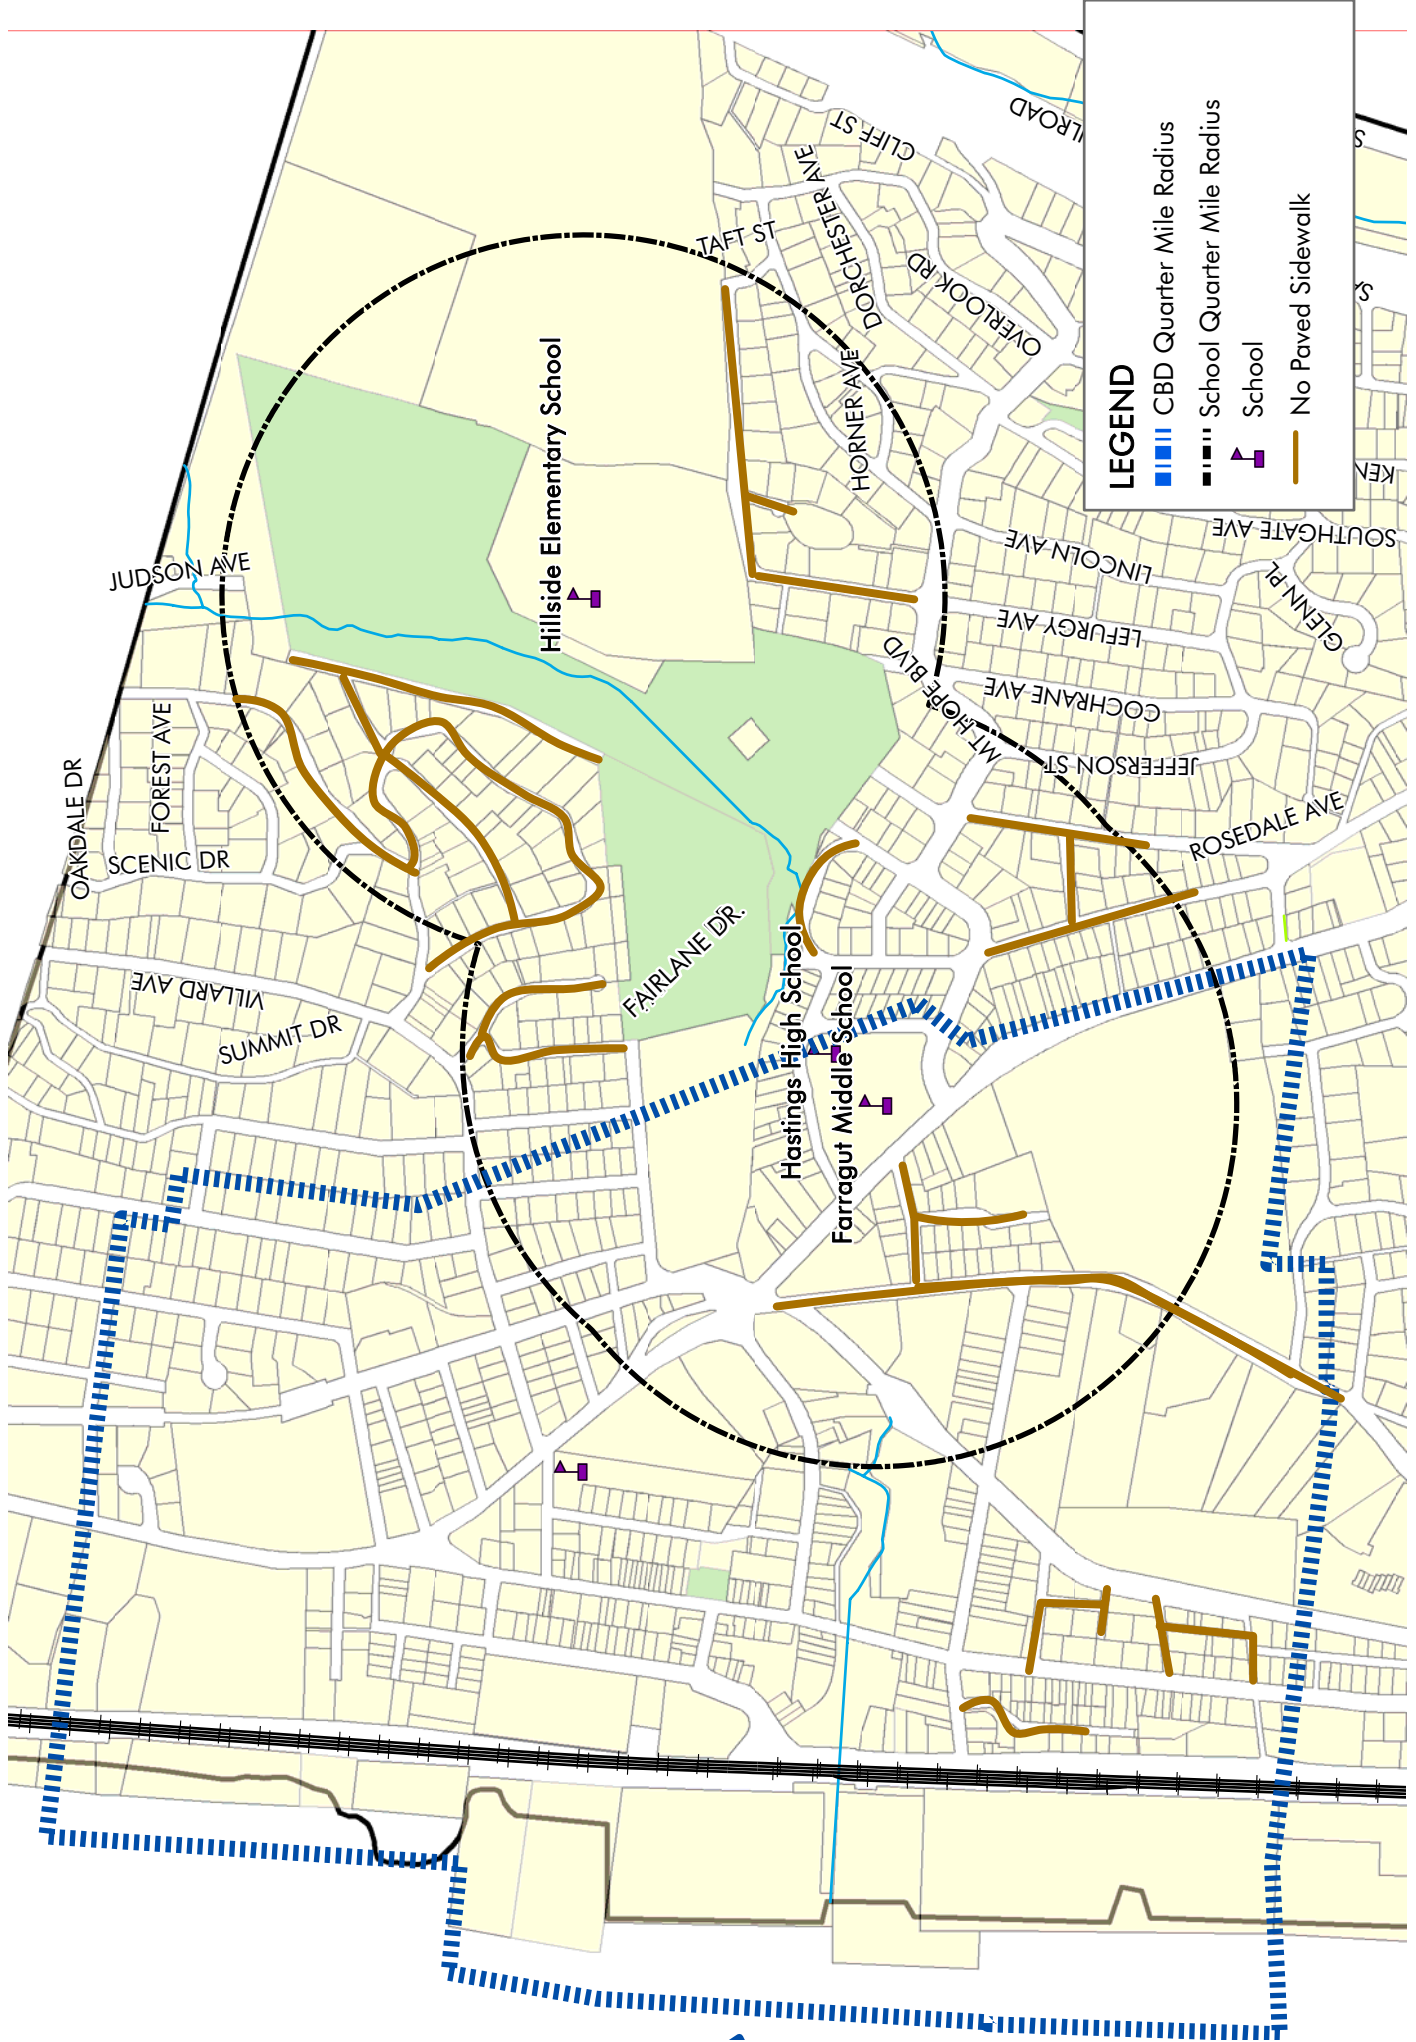 OAKDALE DR
JUDSON AVE
FOREST AVE
SCENIC DR
VILLARD AVE
SUMMIT DR
Hillside Elementary School
FAIRLANE DR.
Hastings High School
Farragut Middle School
TAFT ST
CLIFF ST
DORCHESTER AVE
OVERLOOK RD
HORNER AVE
MT HOPE BLVD
LINCOLN AVE
LEFURGY AVE
COCHRANE AVE
JEFFERSON ST
ROSEDALE AVE
GLENN PL
SOUTHGATE AVE
KEN
ILROAD
LEGEND
CBD Quarter Mile Radius
School Quarter Mile Radius
School
No Paved Sidewalk